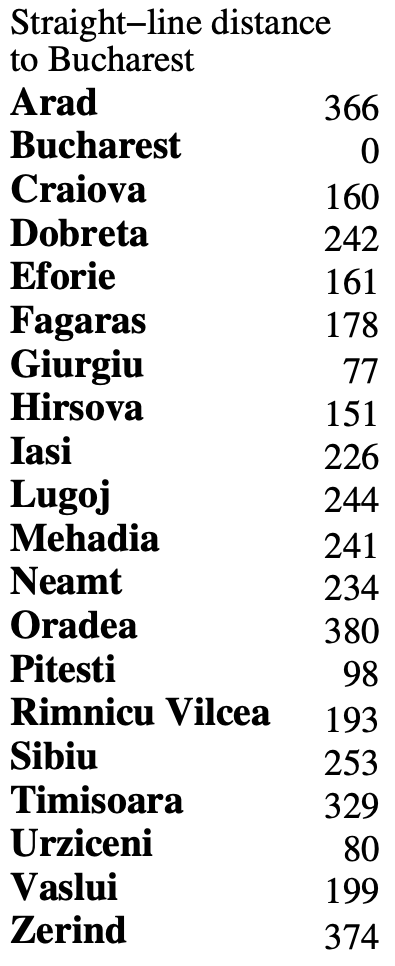 Straight–line distance
to Bucharest
Arad 366
Bucharest 0
Craiova 160
Dobreta 242
Eforie 161
Fagaras 178
Giurgiu 77
Hirsova 151
Iasi 226
Lugoj 244
Mehadia 241
Neamt 234
Oradea 380
Pitesti 98
Rimnicu Vilcea 193
Sibiu 253
Timisoara 329
Urziceni 80
Vaslui 199
Zerind 374